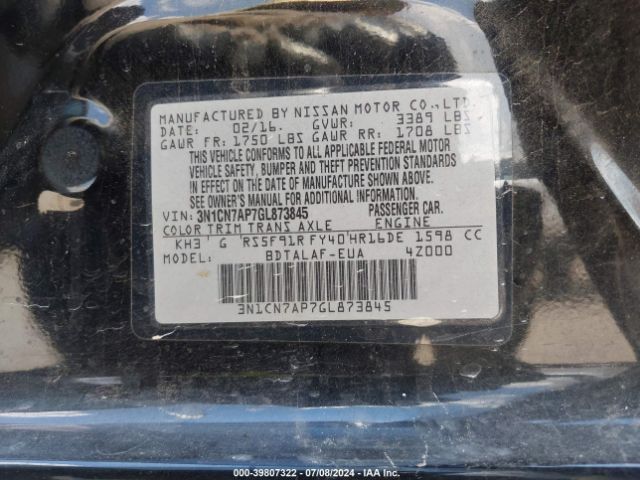 MANUFACTURED BY NISSAN MOTOR CO., LTD.
DATE: 02/16. GVWR: 3389 LBS
GAWR FR: 1750 LBS GAWR RR: 1708 LBS
THIS VEHICLE CONFORMS TO ALL APPLICABLE FEDERAL MOTOR
VEHICLE SAFETY, BUMPER AND THEFT PREVENTION STANDARDS
IN EFFECT ON THE DATE OF MANUFACTURE SHOWN ABOVE.
SEE OWNER'S MANUAL FOR ADDITIONAL INFORMATION.
VIN: 3N1CN7AP7GL873845 PASSENGER CAR.
COLOR TRIM TRANS AXLE ENGINE
KH3 G RS5F91R FY40 HR16DE 1598 CC
MODEL: BDTALAF-EUA 4Z000
3N1CN7AP7GL873845
000-39807322 - 07/08/2024 - IAA Inc.